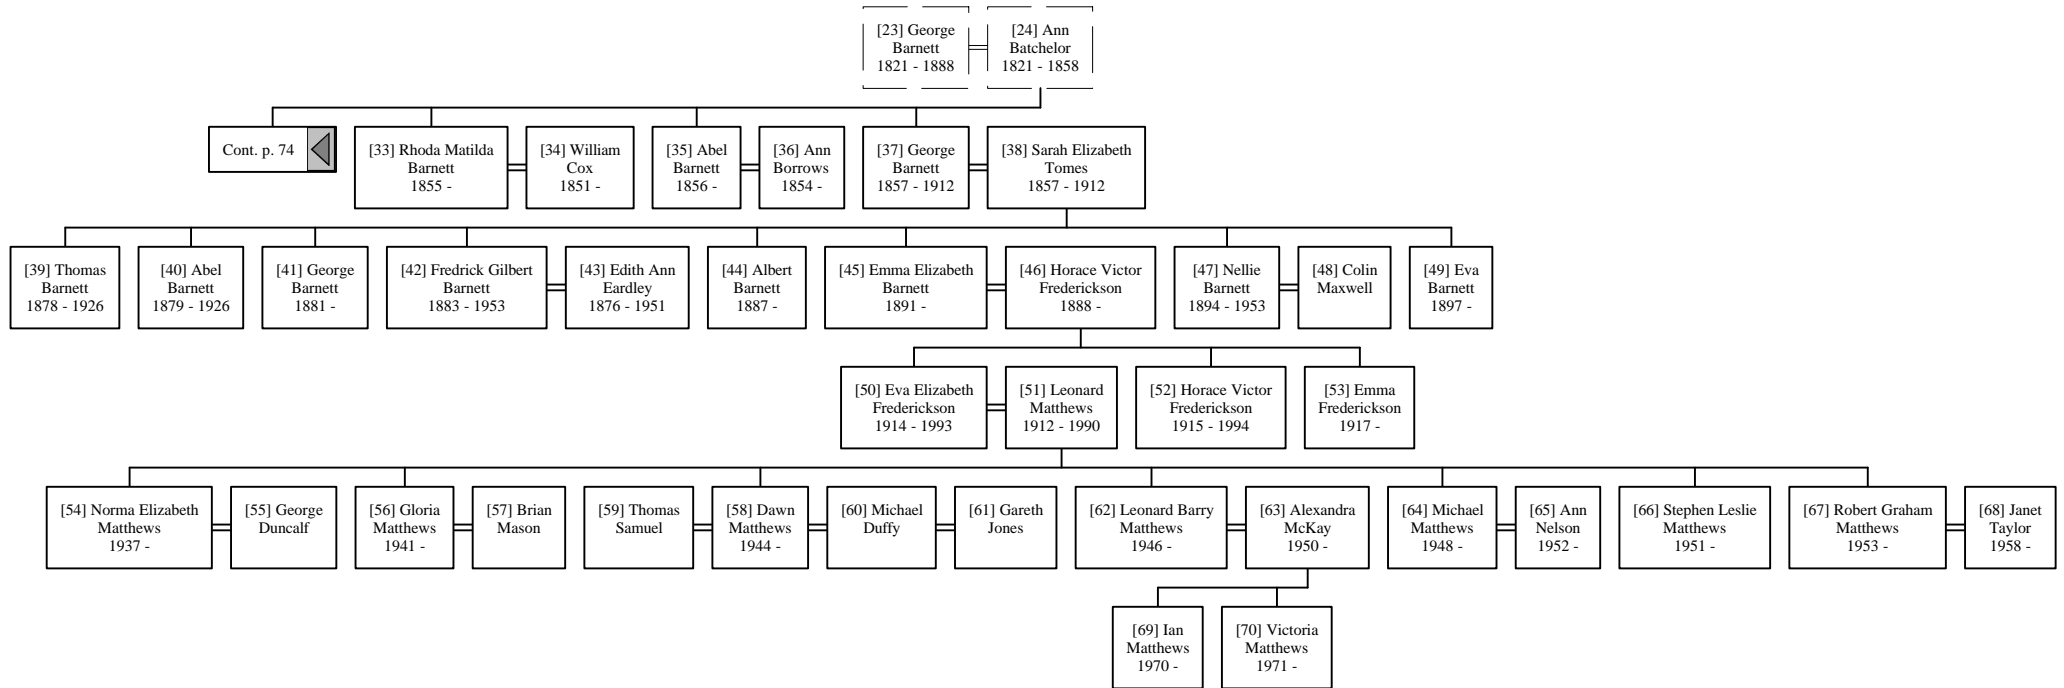 [23] George
Barnett
1821 - 1888
[24] Ann
Batchelor
1821 - 1858
Cont. p. 74
[33] Rhoda Matilda
Barnett
1855 -
[34] William
Cox
1851 -
[35] Abel
Barnett
1856 -
[36] Ann
Borrows
1854 -
[37] George
Barnett
1857 - 1912
[38] Sarah Elizabeth
Tomes
1857 - 1912
[39] Thomas
Barnett
1878 - 1926
[40] Abel
Barnett
1879 - 1926
[41] George
Barnett
1881 -
[42] Fredrick Gilbert
Barnett
1883 - 1953
[43] Edith Ann
Eardley
1876 - 1951
[44] Albert
Barnett
1887 -
[45] Emma Elizabeth
Barnett
1891 -
[46] Horace Victor
Frederickson
1888 -
[47] Nellie
Barnett
1894 - 1953
[48] Colin
Maxwell
[49] Eva
Barnett
1897 -
[50] Eva Elizabeth
Frederickson
1914 - 1993
[51] Leonard
Matthews
1912 - 1990
[52] Horace Victor
Frederickson
1915 - 1994
[53] Emma
Frederickson
1917 -
[54] Norma Elizabeth
Matthews
1937 -
[55] George
Duncalf
[56] Gloria
Matthews
1941 -
[57] Brian
Mason
[59] Thomas
Samuel
[58] Dawn
Matthews
1944 -
[60] Michael
Duffy
[61] Gareth
Jones
[62] Leonard Barry
Matthews
1946 -
[63] Alexandra
McKay
1950 -
[64] Michael
Matthews
1948 -
[65] Ann
Nelson
1952 -
[66] Stephen Leslie
Matthews
1951 -
[67] Robert Graham
Matthews
1953 -
[68] Janet
Taylor
1958 -
[69] Ian
Matthews
1970 -
[70] Victoria
Matthews
1971 -